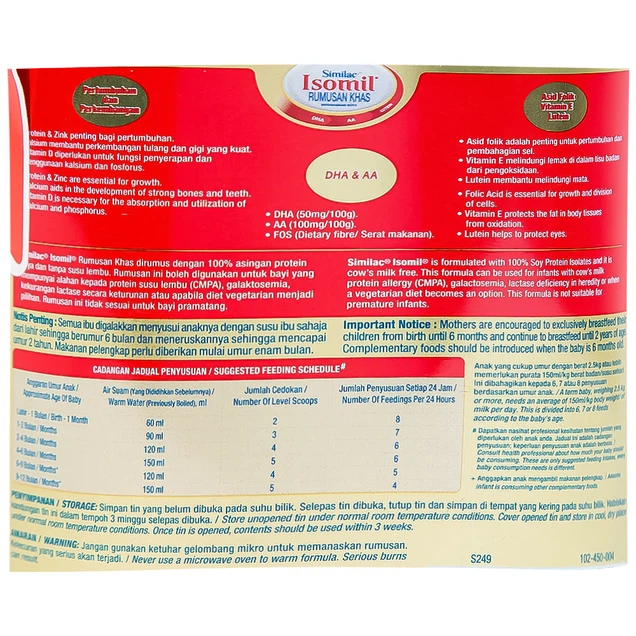 Similac
Isomil®
RUMUSAN KHAS
DHA AA
Pertumbuhan
dan
Perkembangan
Asid Folik
Vitamin E
Lutein
Protein & Zink penting bagi pertumbuhan.
Kalsium membantu perkembangan tulang dan gigi yang kuat.
Vitamin D diperlukan untuk fungsi penyerapan dan
penggunaan kalsium dan fosforus.
Protein & Zinc are essential for growth.
Calcium aids in the development of strong bones and teeth.
Vitamin D is necessary for the absorption and utilization of
calcium and phosphorus.
DHA & AA
• DHA (50mg/100g).
• AA (100mg/100g).
• FOS (Dietary fibre/ Serat makanan).
• Asid folik adalah penting untuk pertumbuhan dan
pembahagian sel.
• Vitamin E melindungi lemak di dalam tisu badan
dari pengoksidaan.
• Lutein membantu melindungi mata.
• Folic Acid is essential for growth and division
of cells.
• Vitamin E protects the fat in body tissues
from oxidation.
• Lutein helps to protect eyes.
Similac® Isomil® Rumusan Khas dirumus dengan 100% asingan protein
soya dan tanpa susu lembu. Rumusan ini boleh digunakan untuk bayi yang
mempunyai alahan kepada protein susu lembu (CMPA), galaktosemia,
kekurangan laktase secara keturunan atau apabila diet vegetarian menjadi
pilihan. Rumusan ini tidak sesuai untuk bayi pramatang.
Similac® Isomil® is formulated with 100% Soy Protein Isolates and it is
cow's milk free. This formula can be used for infants with cow's milk
protein allergy (CMPA), galactosemia, lactase deficiency in heredity or when
a vegetarian diet becomes an option. This formula is not suitable for
premature infants.
Notis Penting : Semua ibu digalakkan menyusui anaknya dengan susu ibu sahaja
dari lahir sehingga berumur 6 bulan dan meneruskannya sehingga mencapai
umur 2 tahun. Makanan pelengkap perlu diberikan mulai umur enam bulan.
Important Notice : Mothers are encouraged to exclusively breastfeed their
children from birth until 6 months and continue to breastfeed until 2 years of age.
Complementary foods should be introduced when the baby is 6 months old.
CADANGAN JADUAL PENYUSUAN / SUGGESTED FEEDING SCHEDULE#
Anggaran Umur Anak /
Approximate Age Of Baby
Air Suam (Yang Dididihkan Sebelumnya) /
Warm Water (Previously Boiled), ml
Jumlah Cedokan /
Number Of Level Scoops
Jumlah Penyusuan Setiap 24 Jam /
Number Of Feedings Per 24 Hours
Lahir - 1 Bulan / Birth - 1 Month 60 ml 2 8
1-2 Bulan / Months 90 ml 3 7
2-4 Bulan / Months 120 ml 4 6
4-5 Bulan / Months 150 ml 5 6
5-6 Bulan / Months* 120 ml 4 5
6-12 Bulan / Months* 150 ml 5 4
Anak yang cukup umur dengan berat 2.5kg atau lebih
memerlukan purata 150ml/kg berat badan/susu sehari.
Ini dibahagikan kepada 6, 7 atau 8 penyusuan
berdasarkan umur anak. / A term baby, weighing 2.5 kg
or more, needs an average of 150ml/kg body weight of
milk per day. This is divided into 6, 7 or 8 feeds
according to the baby's age.
# Dapatkan nasihat profesional kesihatan tentang jumlah
yang diperlukan oleh anak anda. Jadual ini adalah cadangan
penyusuan; keperluan penyusuan anak adalah berbeza. /
Consult health professional about how much your baby should
be consuming. These are only suggested feeding intakes, every
baby consumption needs is different.
* Anggapkan anak mengambil makanan pelengkap. / Assuming
infant is consuming other complementary foods.
PENYIMPANAN / STORAGE: Simpan tin yang belum dibuka pada suhu bilik. Selepas tin dibuka, tutup tin dan simpan di tempat yang kering pada suhu bilik. Habiskan
kandungan tin di dalam tempoh 3 minggu selepas dibuka. / Store unopened tin under normal room temperature conditions. Cover opened tin and store in cool, dry place
under normal room temperature conditions. Once tin is opened, contents should be used within 3 weeks.
AMARAN / WARNING: Jangan gunakan ketuhar gelombang mikro untuk memanaskan rumusan.
Kelecuran yang serius akan terjadi. / Never use a microwave oven to warm formula. Serious burns
can result.
S249
102-450-004